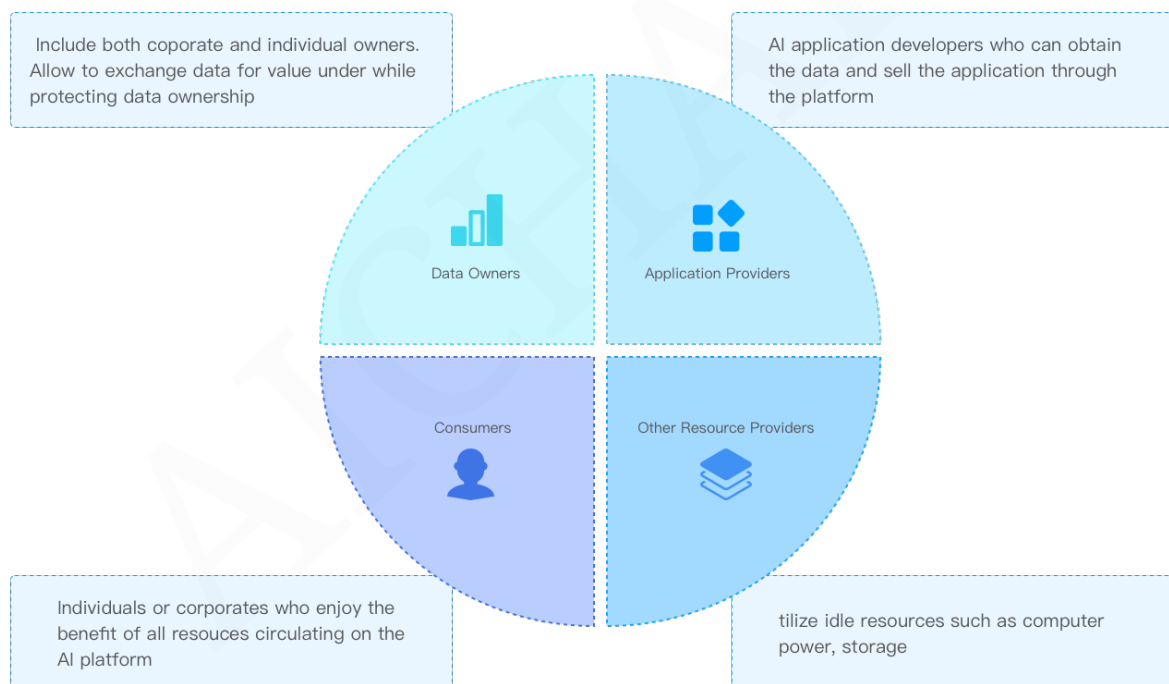 Include both coporate and individual owners.
Allow to exchange data for value under while
protecting data ownership
AI application developers who can obtain
the data and sell the application through
the platform
Data Owners
Application Providers
Consumers
Other Resource Providers
Individuals or corporates who enjoy the
benefit of all resouces circulating on the
AI platform
tilize idle resources such as computer
power, storage